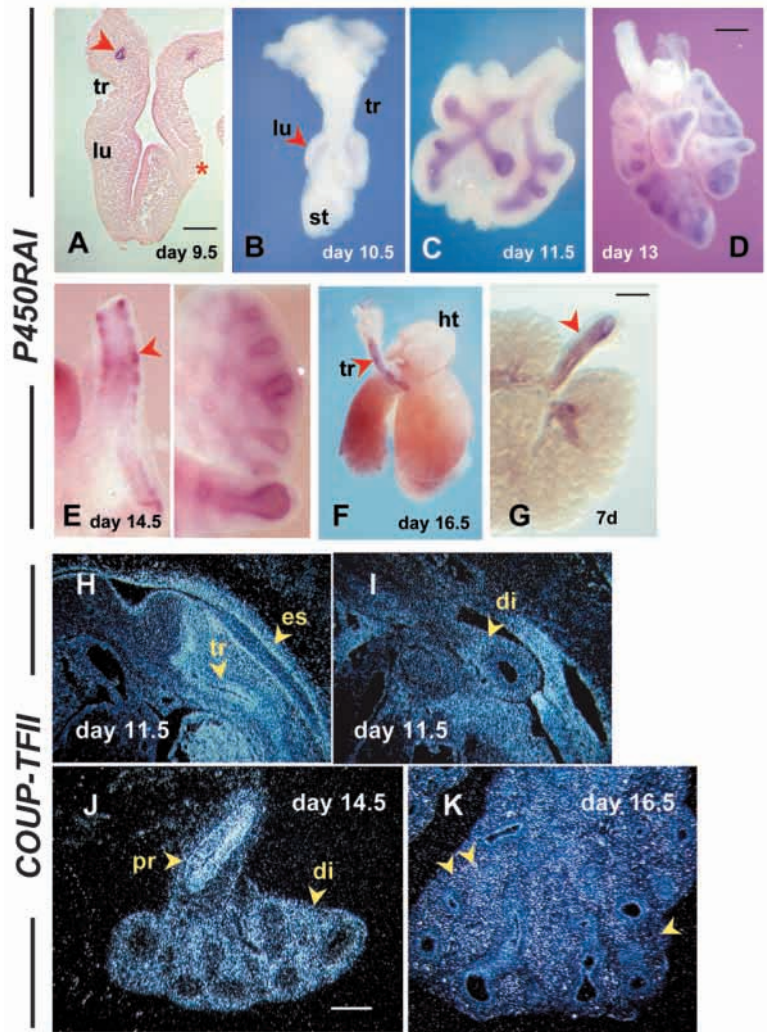 P450RAI
tr
lu
*
A
day 9.5
tr
lu
st
B
day 10.5
C
day 11.5
day 13
D
E
day 14.5
ht
tr
F
day 16.5
G
7d
COUP-TFII
H
es
tr
day 11.5
I
di
day 11.5
J
day 14.5
pr
di
K
day 16.5